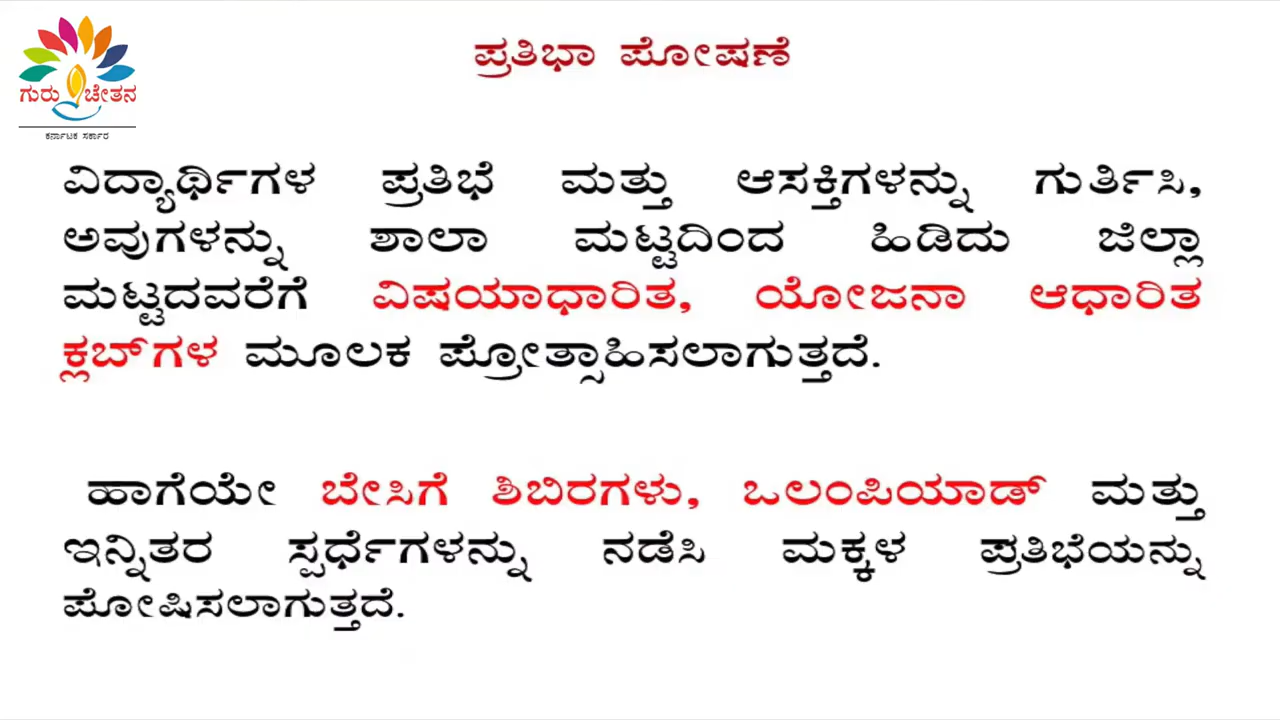 ಪ್ರತಿಭಾ ಪೋಷಣೆ
ಗುರು ಚೇತನ
ಕರ್ನಾಟಕ ಸರ್ಕಾರ
ವಿದ್ಯಾರ್ಥಿಗಳ ಪ್ರತಿಭೆ ಮತ್ತು ಆಸಕ್ತಿಗಳನ್ನು ಗುರ್ತಿಸಿ,
ಅವುಗಳನ್ನು ಶಾಲಾ ಮಟ್ಟದಿಂದ ಹಿಡಿದು ಜಿಲ್ಲಾ
ಮಟ್ಟದವರೆಗೆ ವಿಷಯಾಧಾರಿತ, ಯೋಜನಾ ಆಧಾರಿತ
ಕ್ಲಬ್‌ಗಳ ಮೂಲಕ ಪ್ರೋತ್ಸಾಹಿಸಲಾಗುತ್ತದೆ.
ಹಾಗೆಯೇ ಬೇಸಿಗೆ ಶಿಬಿರಗಳು, ಒಲಂಪಿಯಾಡ್ ಮತ್ತು
ಇನ್ನಿತರ ಸ್ಪರ್ಧೆಗಳನ್ನು ನಡೆಸಿ ಮಕ್ಕಳ ಪ್ರತಿಭೆಯನ್ನು
ಪೋಷಿಸಲಾಗುತ್ತದೆ.